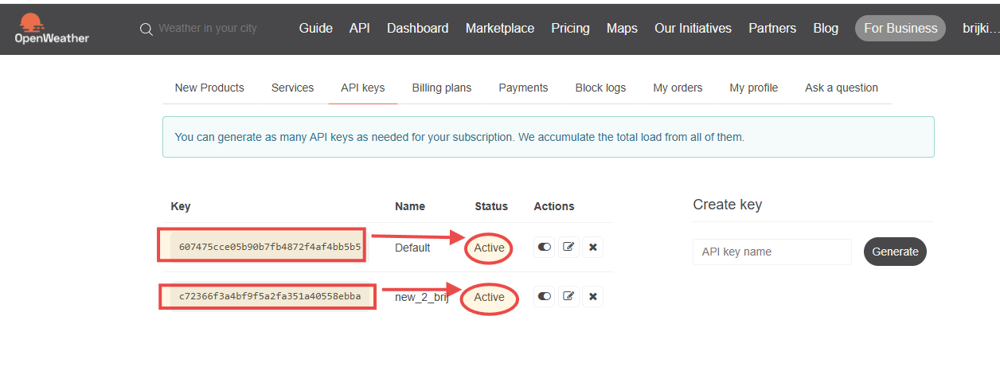 OpenWeather
Weather in your city
Guide API Dashboard Marketplace Pricing Maps Our Initiatives Partners Blog For Business brijki...
New Products Services API keys Billing plans Payments Block logs My orders My profile Ask a question
You can generate as many API keys as needed for your subscription. We accumulate the total load from all of them.
Key Name Status Actions
607475cce05b90b7fb4872f4af4bb5b5 Default Active
c72366f3a4bf9f5a2fa351a40558ebba new_2_brij Active
Create key
API key name Generate